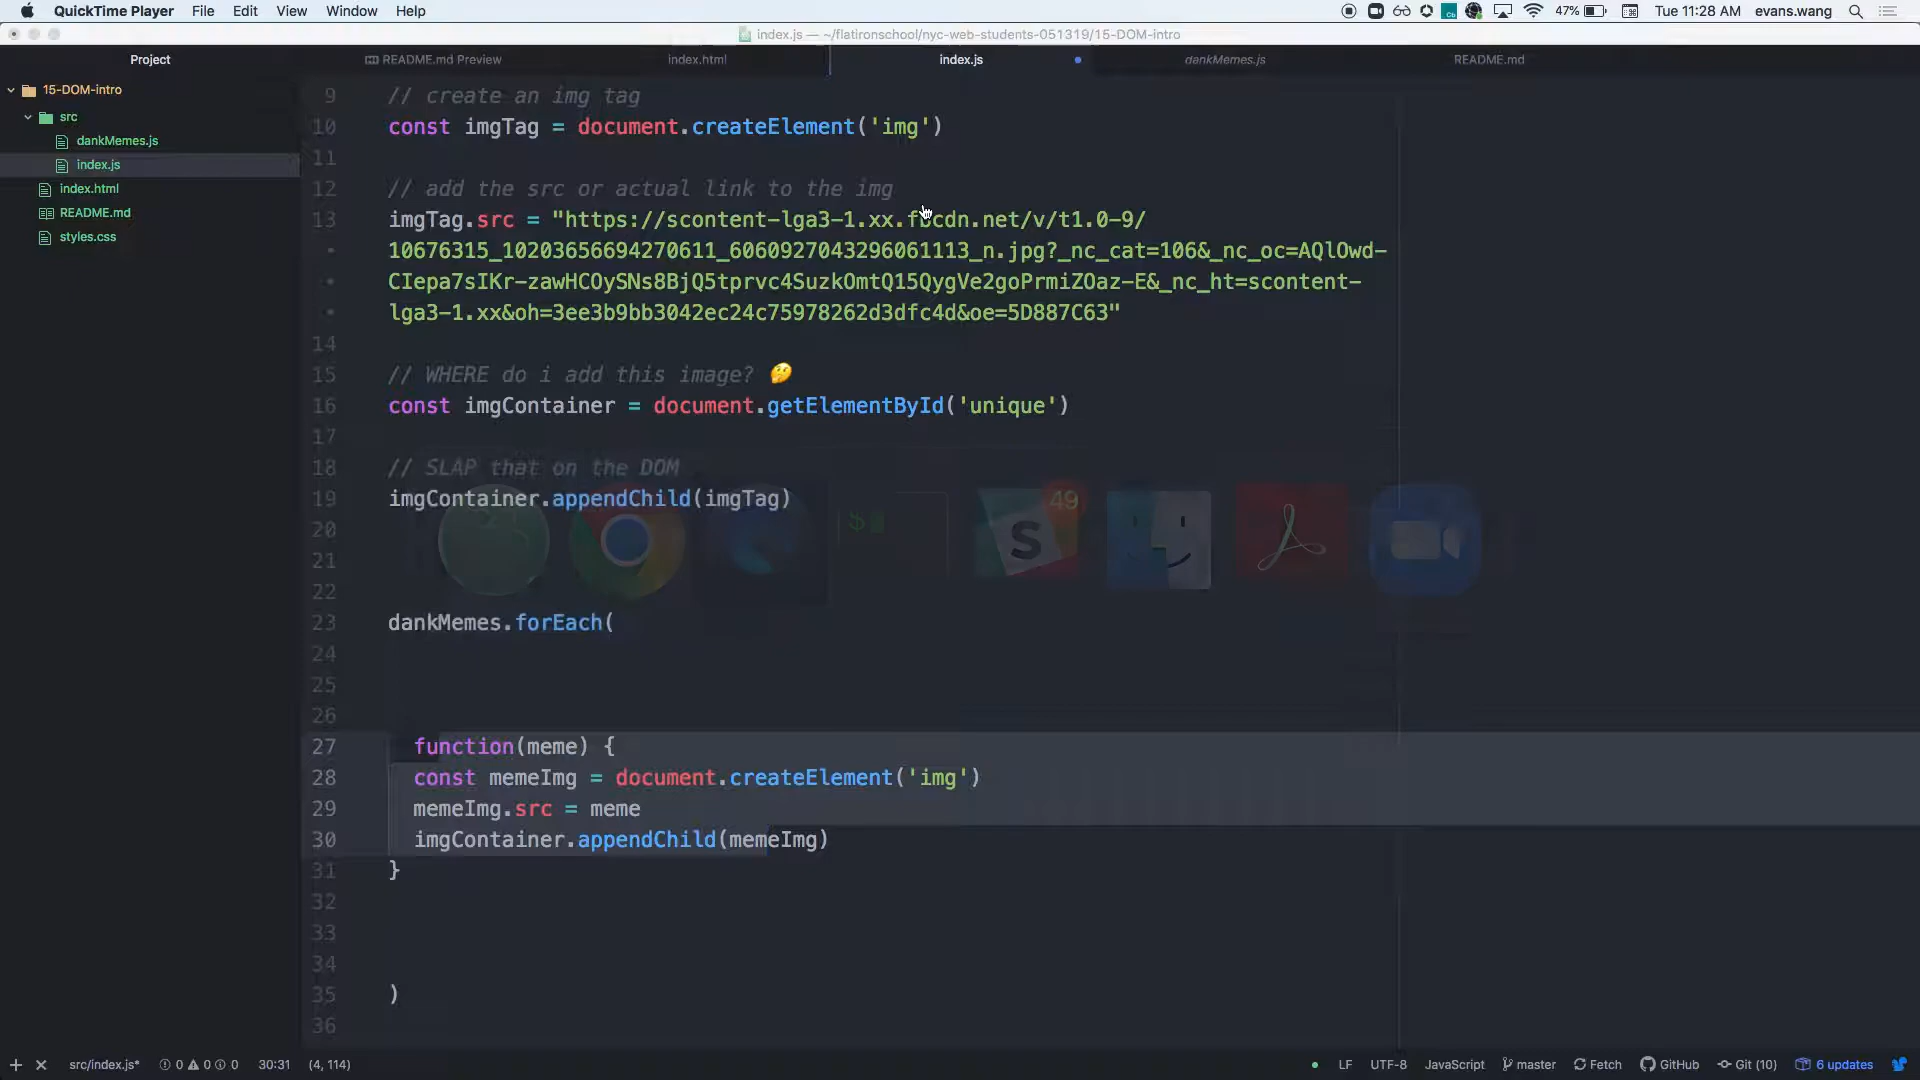 QuickTime Player File Edit View Window Help 47% Tue 11:28 AM evans.wang
index.js — ~/flatironschool/nyc-web-students-051319/15-DOM-intro
Project README.md Preview index.html index.js dankMemes.js README.md
15-DOM-intro
src
dankMemes.js
index.js
index.html
README.md
styles.css
9 // create an img tag
10 const imgTag = document.createElement('img')
11
12 // add the src or actual link to the img
13 imgTag.src = "https://scontent-lga3-1.xx.fbcdn.net/v/t1.0-9/
10676315_10203656694270611_6060927043296061113_n.jpg?_nc_cat=106&_nc_oc=AQlOwd-
CIepa7sIKr-zawHCOySNs8BjQ5tprvc4SuzkOmtQ15QygVe2goPrmiZOaz-E&_nc_ht=scontent-
lga3-1.xx&oh=3ee3b9bb3042ec24c75978262d3dfc4d&oe=5D887C63"
14
15 // WHERE do i add this image? 🤔
16 const imgContainer = document.getElementById('unique')
17
18 // SLAP that on the DOM
19 imgContainer.appendChild(imgTag)
20
21
22
23 dankMemes.forEach(
24
25
26
27 function(meme) {
28 const memeImg = document.createElement('img')
29 memeImg.src = meme
30 imgContainer.appendChild(memeImg)
31 }
32
33
34
35 )
36
$
S 49
src/index.js* 0 0 0 30:31 (4, 114) LF UTF-8 JavaScript master Fetch GitHub Git (10) 6 updates